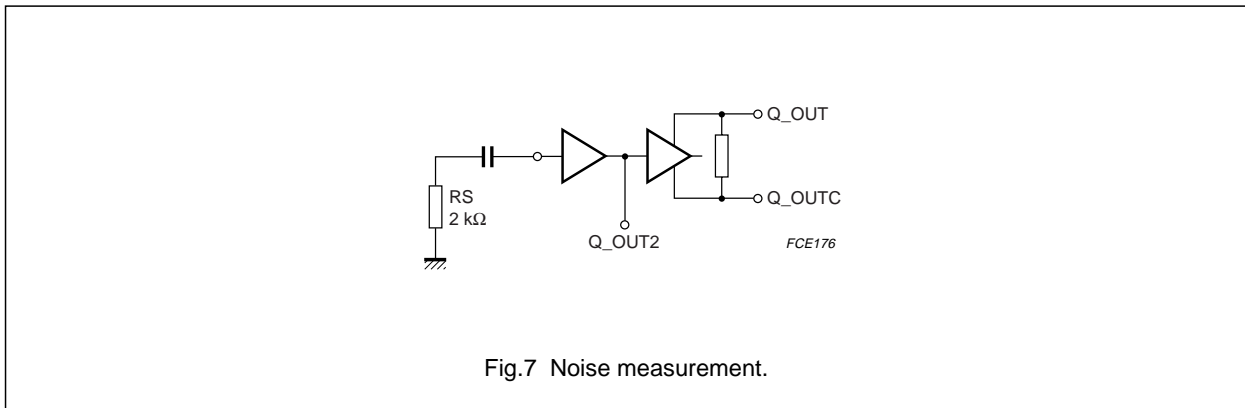 Q_OUT
RS
2 kΩ
Q_OUTC
Q_OUT2
FCE176
Fig.7 Noise measurement.